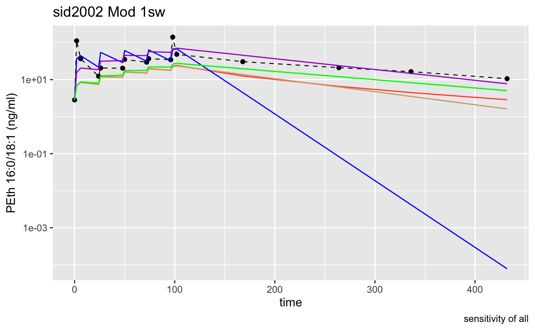 sid2002 Mod 1sw
PEth 16:0/18:1 (ng/ml)
1e+01
1e-01
1e-03
0
100
200
300
400
time
sensitivity of all